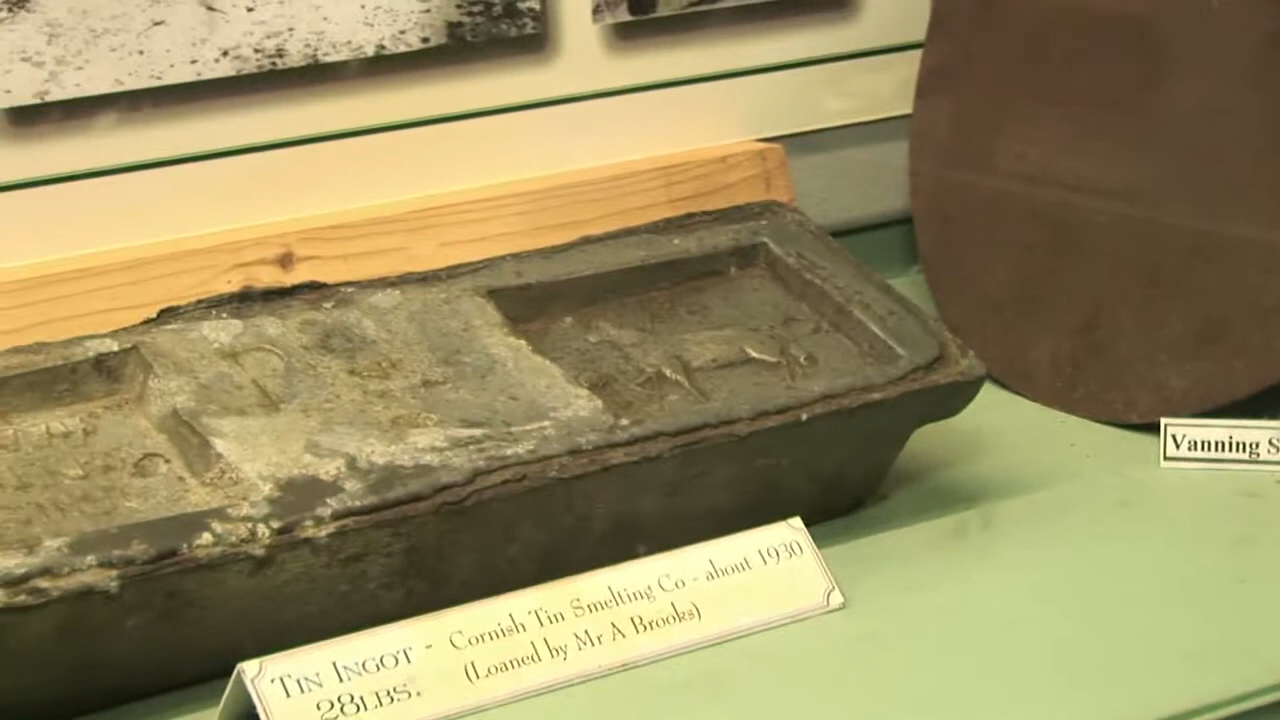 Vanning S
TIN INGOT - Cornish Tin Smelting Co - about 1930
28LBS. (Loaned by Mr A Brooks)